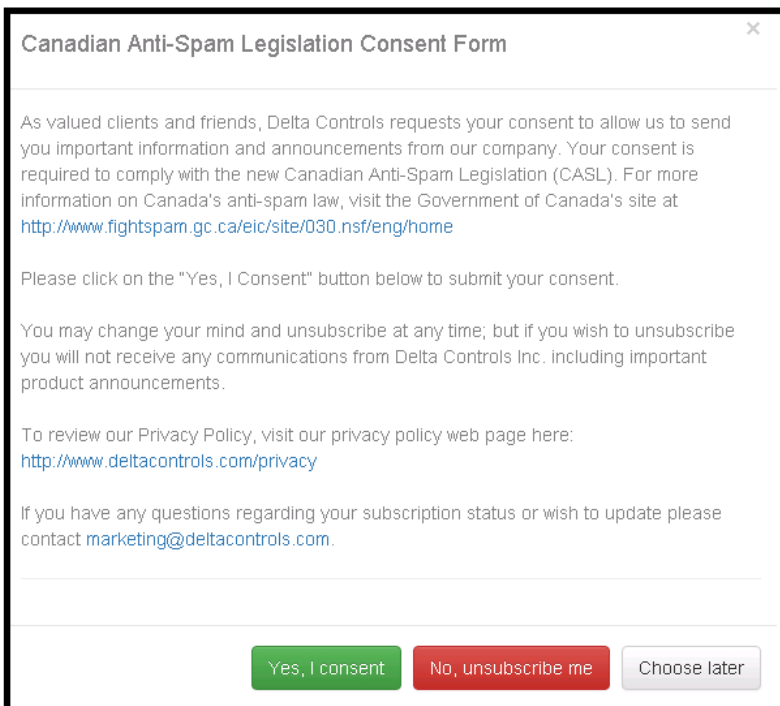 Canadian Anti-Spam Legislation Consent Form
×
As valued clients and friends, Delta Controls requests your consent to allow us to send
you important information and announcements from our company. Your consent is
required to comply with the new Canadian Anti-Spam Legislation (CASL). For more
information on Canada's anti-spam law, visit the Government of Canada's site at
http://www.fightspam.gc.ca/eic/site/030.nsf/eng/home
Please click on the "Yes, I Consent" button below to submit your consent.
You may change your mind and unsubscribe at any time; but if you wish to unsubscribe
you will not receive any communications from Delta Controls Inc. including important
product announcements.
To review our Privacy Policy, visit our privacy policy web page here:
http://www.deltacontrols.com/privacy
If you have any questions regarding your subscription status or wish to update please
contact marketing@deltacontrols.com.
Yes, I consent
No, unsubscribe me
Choose later